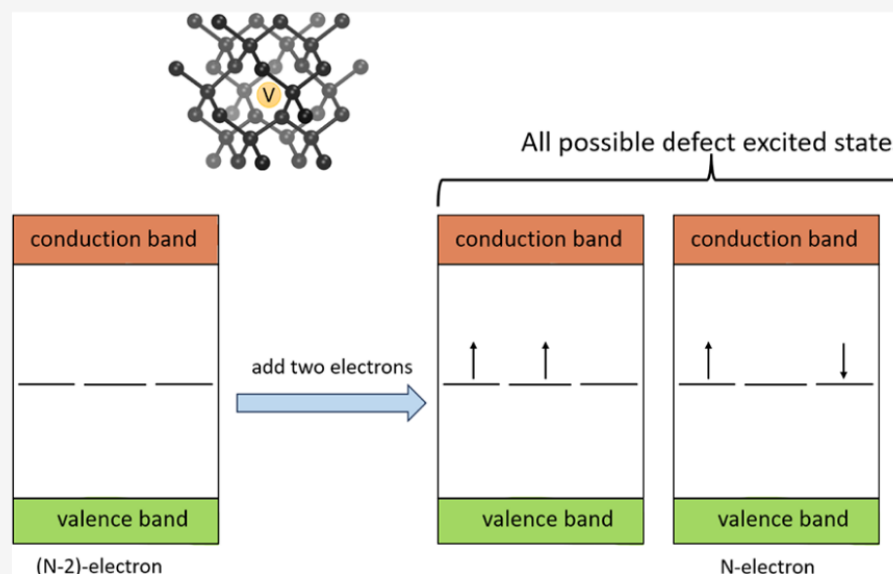 V
All possible defect excited state
conduction band
conduction band
conduction band
add two electrons
valence band
valence band
valence band
(N-2)-electron
N-electron